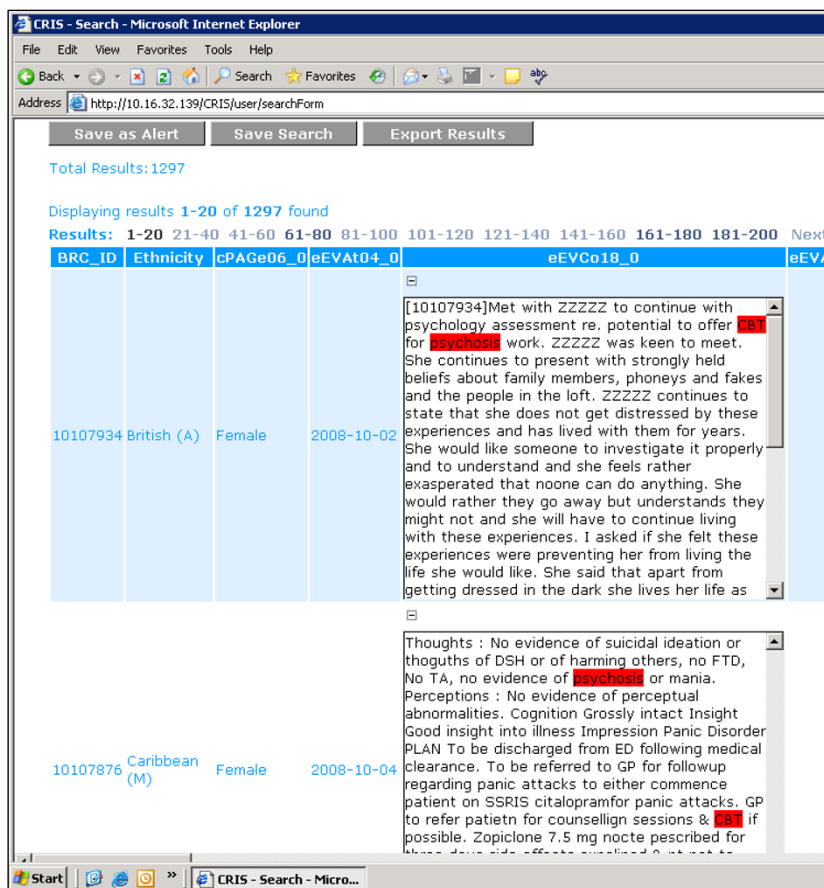 CRIS - Search - Microsoft Internet Explorer
File Edit View Favorites Tools Help
Back Search Favorites
Address http://10.16.32.139/CRIS/user/searchForm
Save as Alert Save Search Export Results
Total Results:1297
Displaying results 1-20 of 1297 found
Results: 1-20 21-40 41-60 61-80 81-100 101-120 121-140 141-160 161-180 181-200 Next
BRC_ID Ethnicity cPAGe06_0 eEVAt04_0 eEVCo18_0 eEVA
[10107934]Met with ZZZZZ to continue with
psychology assessment re. potential to offer CBT
for psychosis work. ZZZZZ was keen to meet.
She continues to present with strongly held
beliefs about family members, phoneys and fakes
and the people in the loft. ZZZZZ continues to
10107934 British (A) Female 2008-10-02 state that she does not get distressed by these
experiences and has lived with them for years.
She would like someone to investigate it properly
and to understand and she feels rather
exasperated that noone can do anything. She
would rather they go away but understands they
might not and she will have to continue living
with these experiences. I asked if she felt these
experiences were preventing her from living the
life she would like. She said that apart from
getting dressed in the dark she lives her life as
Thoughts : No evidence of suicidal ideation or
thoguths of DSH or of harming others, no FTD,
No TA, no evidence of psychosis or mania.
Perceptions : No evidence of perceptual
abnormalities. Cognition Grossly intact Insight
Good insight into illness Impression Panic Disorder
PLAN To be discharged from ED following medical
10107876 Caribbean (M) Female 2008-10-04 clearance. To be referred to GP for followup
regarding panic attacks to either commence
patient on SSRIS citalopramfor panic attacks. GP
to refer patietn for counsellign sessions & CBT if
possible. Zopiclone 7.5 mg nocte pescribed for
Start CRIS - Search - Micro...